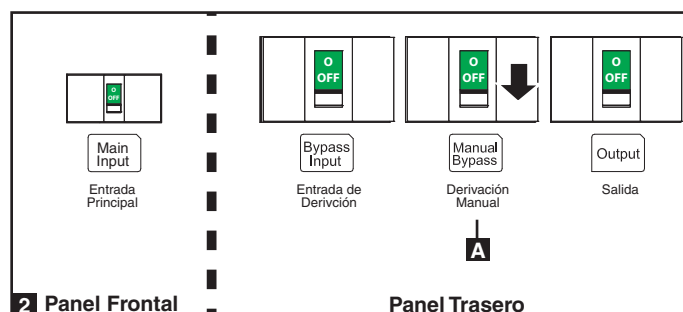 O
OFF
Main
Input
Entrada
Principal
O
OFF
Bypass
Input
Entrada de
Derivción
O
OFF
Manual
Bypass
Derivación
Manual
A
O
OFF
Output
Salida
2 Panel Frontal
Panel Trasero